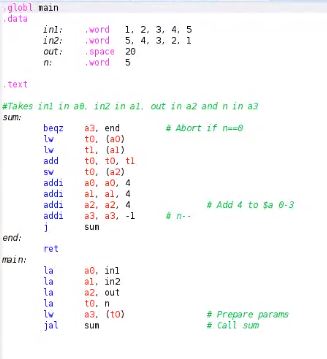 .globl main
.data
in1: .word 1, 2, 3, 4, 5
in2: .word 5, 4, 3, 2, 1
out: .space 20
n: .word 5
.text
#Takes in1 in a0, in2 in a1, out in a2 and n in a3
sum:
beqz a3, end # Abort if n==0
lw t0, (a0)
lw t1, (a1)
add t0, t0, t1
sw t0, (a2)
addi a0, a0, 4
addi a1, a1, 4
addi a2, a2, 4 # Add 4 to $a 0-3
addi a3, a3, -1 # n--
j sum
end:
ret
main:
la a0, in1
la a1, in2
la a2, out
la t0, n
lw a3, (t0) # Prepare params
jal sum # Call sum